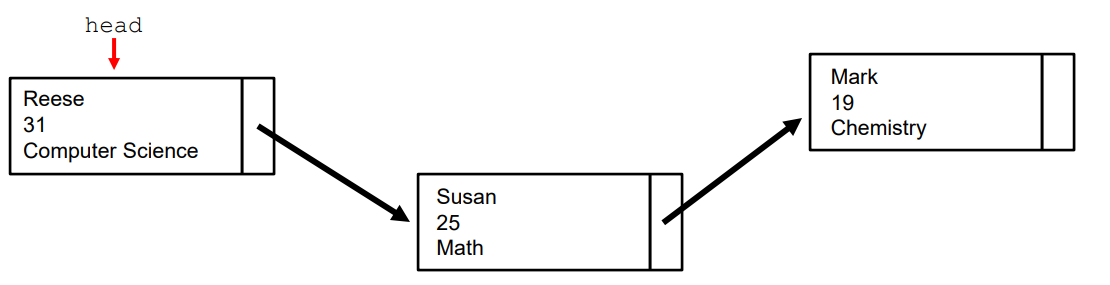 head
Reese
31
Computer Science
Susan
25
Math
Mark
19
Chemistry